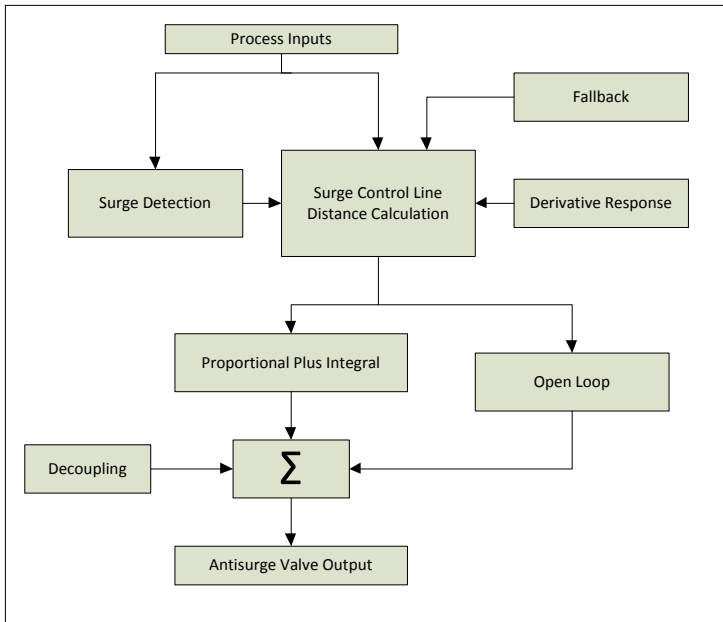 Process Inputs
Fallback
Surge Detection
Surge Control Line
Distance Calculation
Derivative Response
Proportional Plus Integral
Open Loop
Decoupling
Σ
Antisurge Valve Output